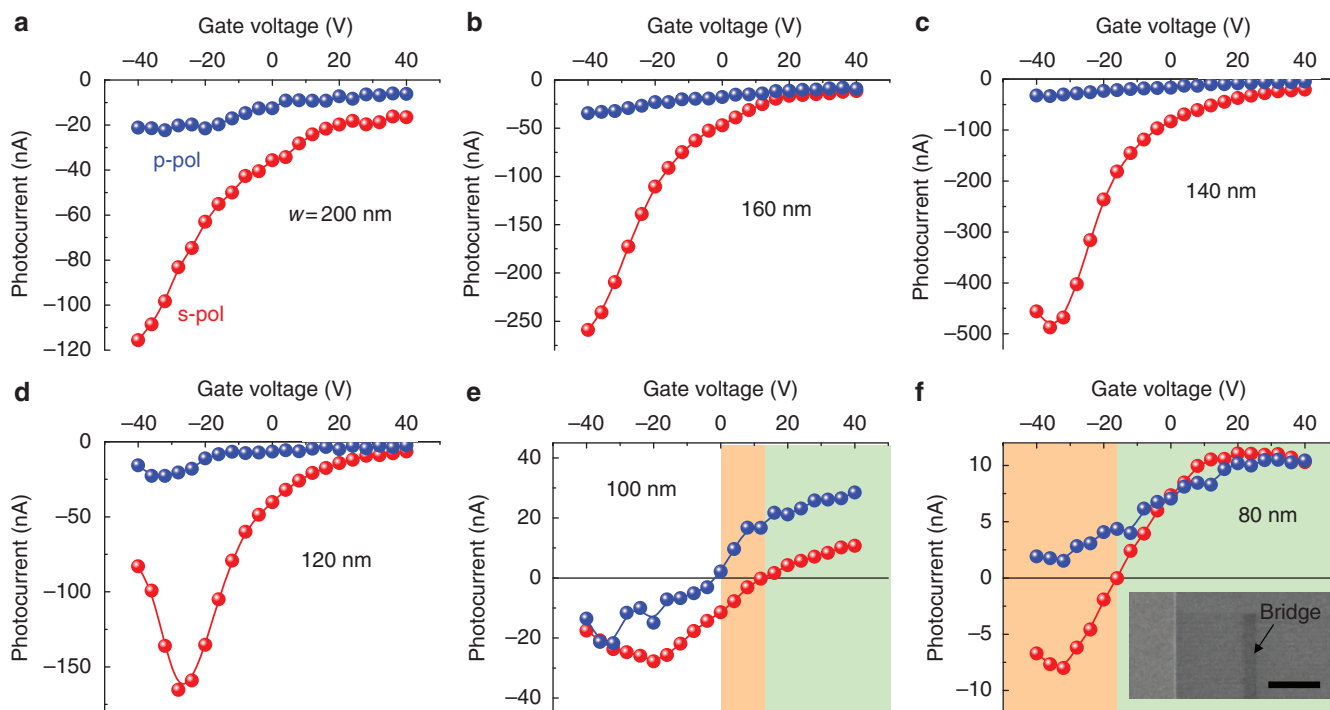 a
Gate voltage (V)
−40 −20 0 20 40
Photocurrent (nA)
0
−20
−40
−60
−80
−100
−120
p-pol
s-pol
w = 200 nm
b
Gate voltage (V)
−40 −20 0 20 40
Photocurrent (nA)
0
−50
−100
−150
−200
−250
160 nm
c
Gate voltage (V)
−40 −20 0 20 40
Photocurrent (nA)
0
−100
−200
−300
−400
−500
140 nm
d
Gate voltage (V)
−40 −20 0 20 40
Photocurrent (nA)
0
−50
−100
−150
120 nm
e
Gate voltage (V)
−40 −20 0 20 40
Photocurrent (nA)
40
20
0
−20
−40
100 nm
f
Gate voltage (V)
−40 −20 0 20 40
Photocurrent (nA)
10
5
0
−5
−10
80 nm
Bridge